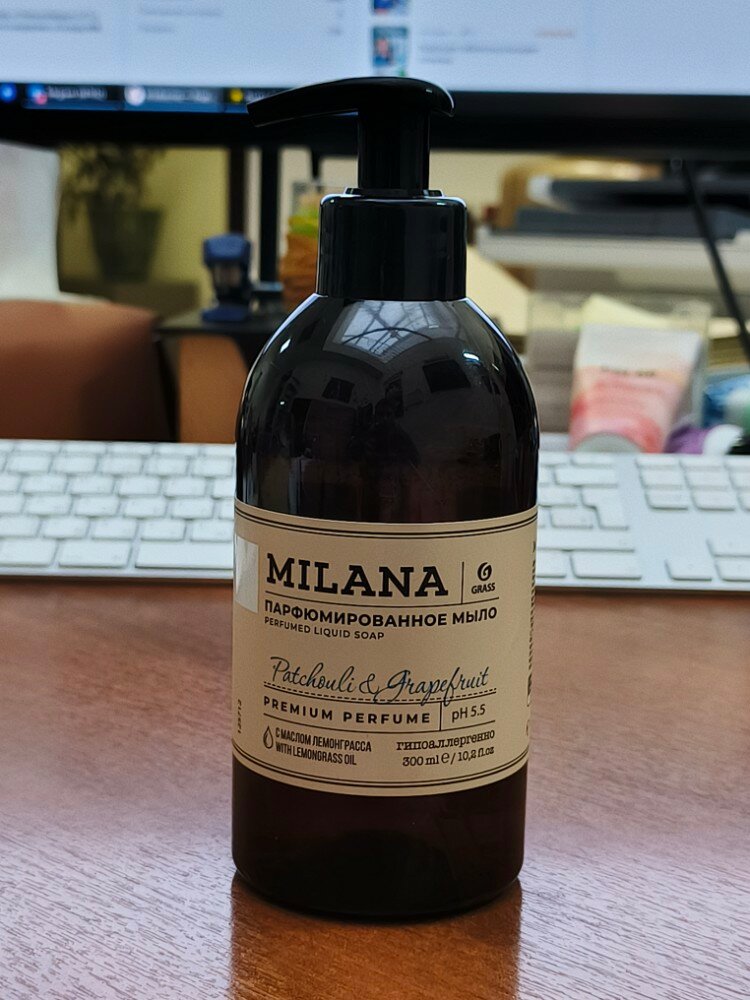 MILANA
GRASS
ПАРФЮМИРОВАННОЕ МЫЛО
PERFUMED LIQUID SOAP
Patchouli & Grapefruit
PREMIUM PERFUME
pH 5.5
С МАСЛОМ ЛЕМОНГРАССА
WITH LEMONGRASS OIL
гипоаллергенно
300 ml e / 10,2 fl.oz